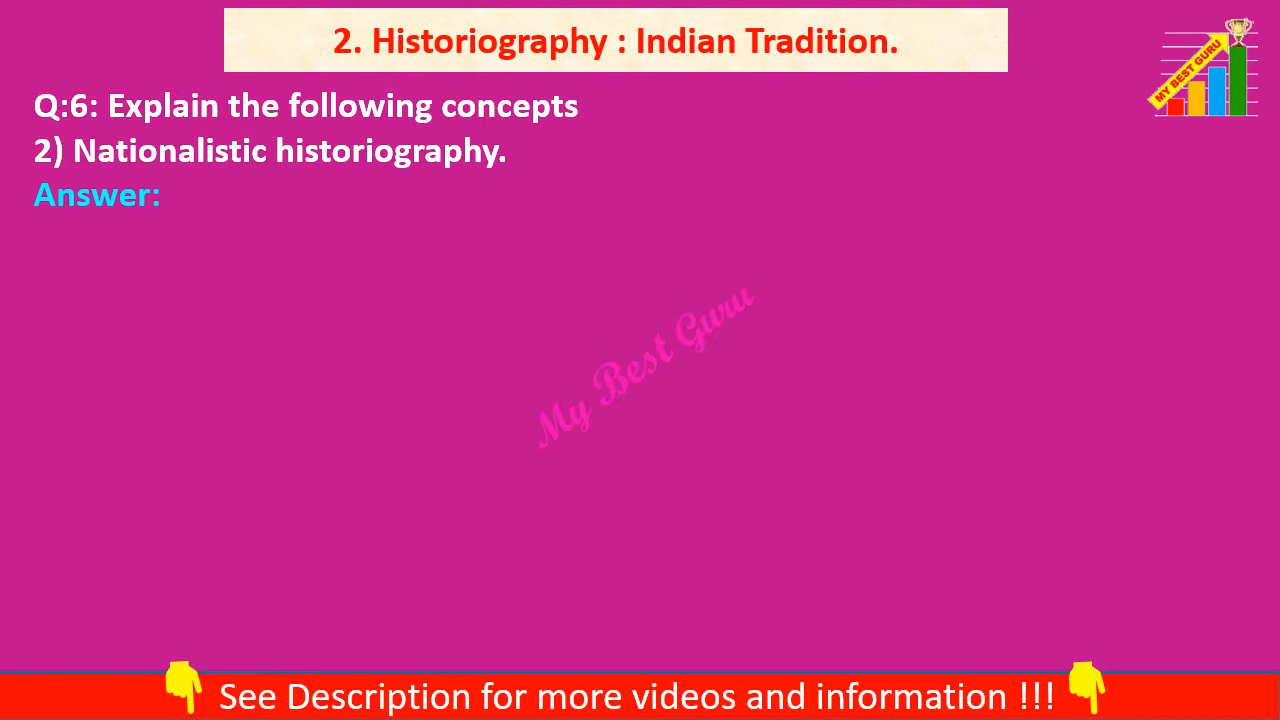 2. Historiography : Indian Tradition.
MY BEST GURU
Q:6: Explain the following concepts
2) Nationalistic historiography.
Answer:
My Best Guru
See Description for more videos and information !!!